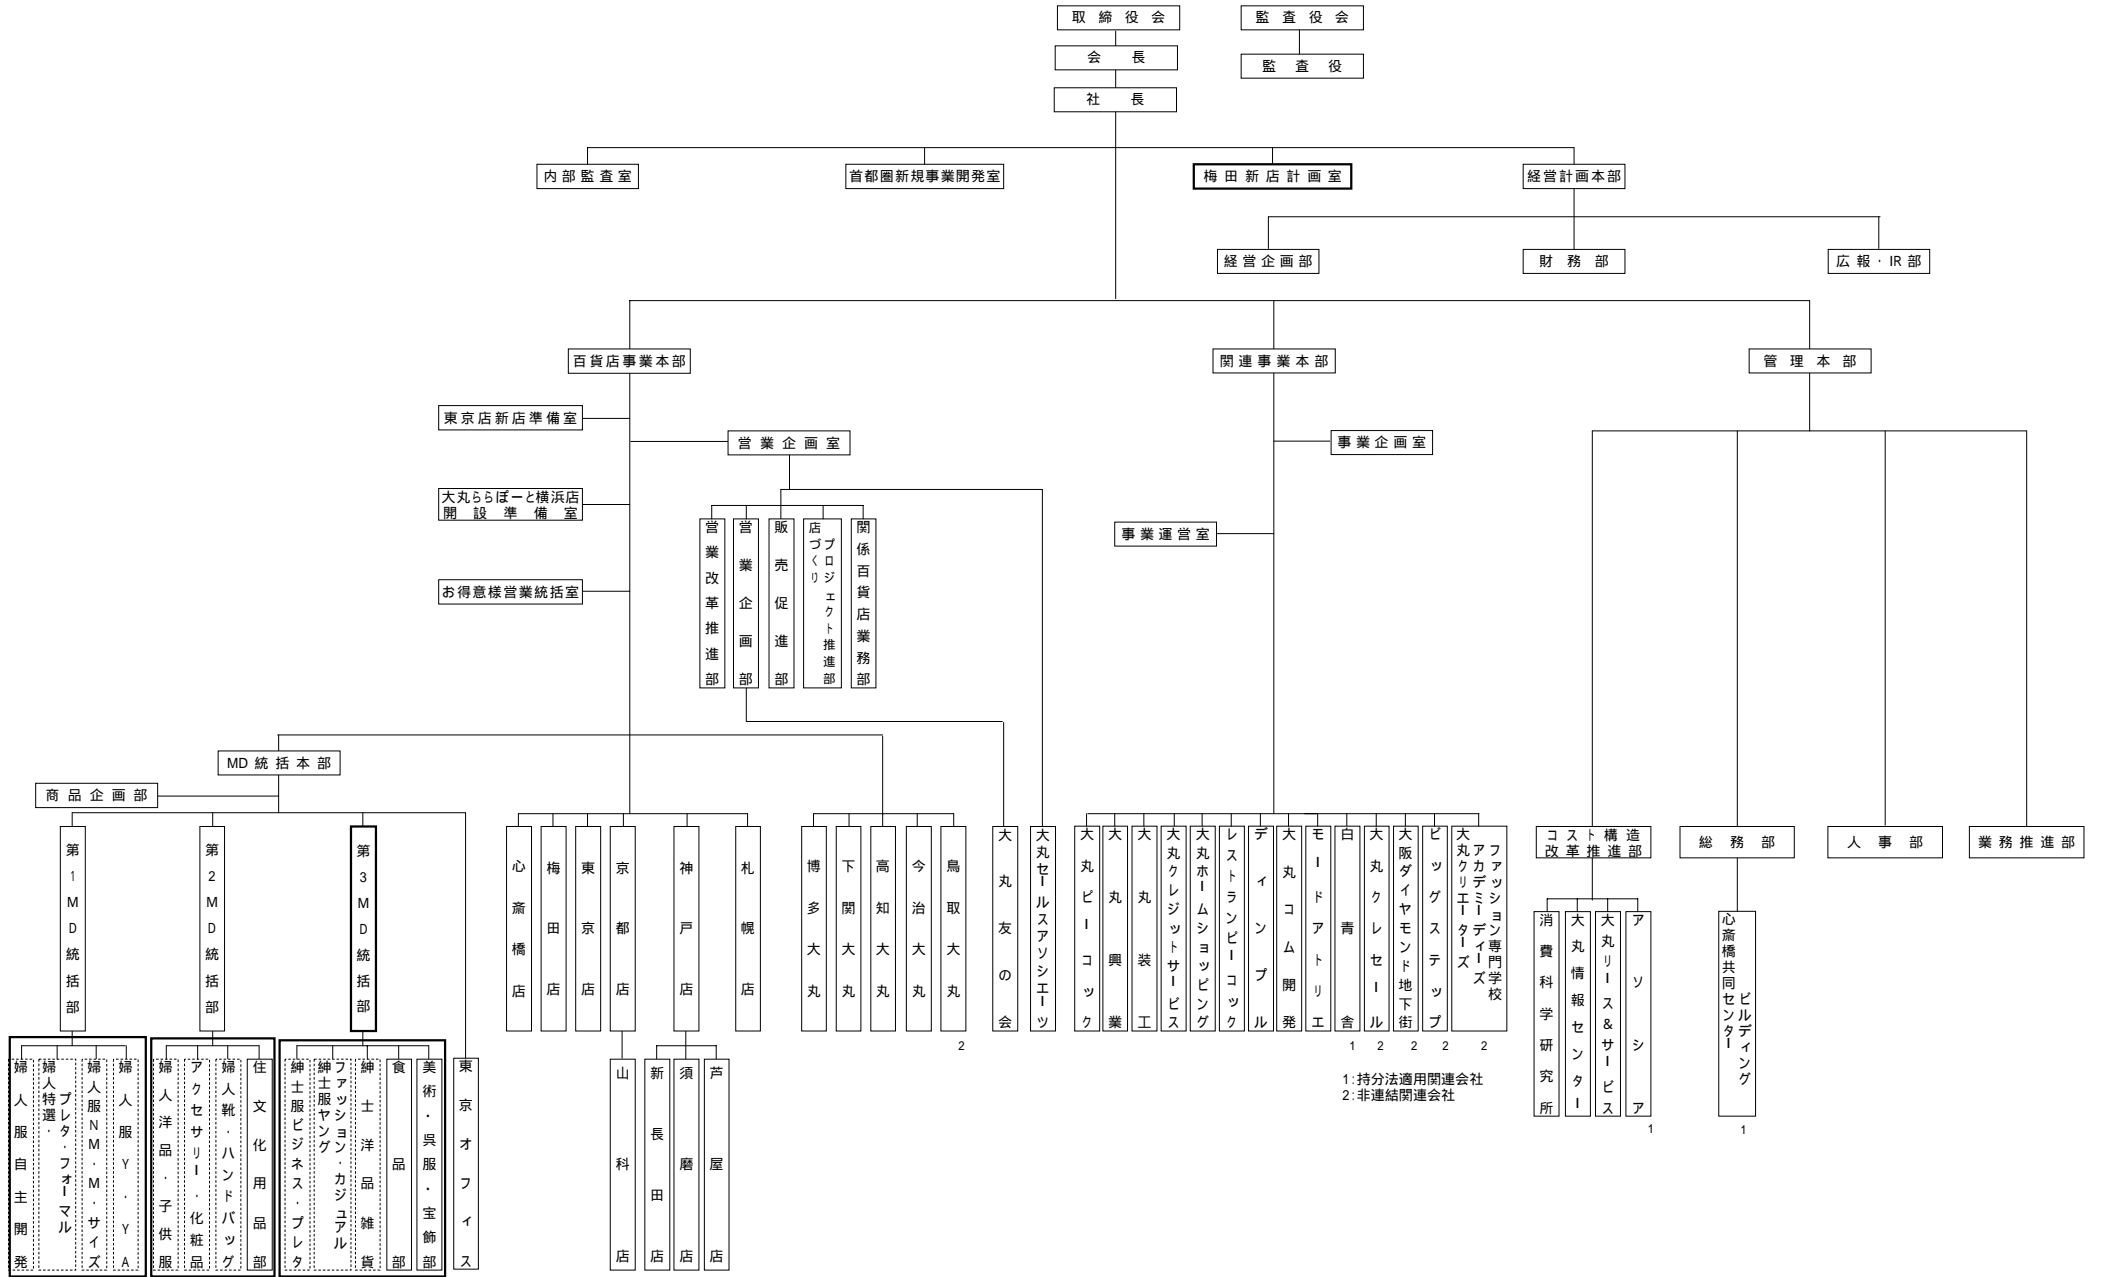 取締役会
監査役会
会長
監査役
社長
内部監査室
首都圏新規事業開発室
梅田新店計画室
経営計画本部
経営企画部
財務部
広報・IR部
百貨店事業本部
関連事業本部
管理本部
東京店新店準備室
営業企画室
事業企画室
大丸ららぽーと横浜店
開設準備室
営業改革推進部
営業企画部
販売促進部
店づくり
プロジェクト推進部
関係百貨店業務部
事業運営室
お得意様営業統括室
MD統括本部
商品企画部
第1MD統括部
第2MD統括部
第3MD統括部
心斎橋店
梅田店
東京店
京都店
神戸店
札幌店
博多大丸
下関大丸
高知大丸
今治大丸
鳥取大丸
2
大丸友の会
大丸セールスアソシエーツ
大丸ピーコック
大丸興業
大丸装工
大丸クレジットサービス
大丸ホームショッピング
レストランピーコック
ディンプル
大丸コム開発
モードアトリエ
白青舎
大丸クレセール
大阪ダイヤモンド地下街
ビッグステップ
ファッション専門学校
アカデミーディーズ
大丸クリエーターズ
1
2
2
2
2
1:持分法適用関連会社
2:非連結関連会社
コスト構造
改革推進部
総務部
人事部
業務推進部
消費科学研究所
大丸情報センター
大丸リース&サービス
アソシア
1
心斎橋共同センター
ビルディング
1
婦人服自主開発
婦人特選・
プレタ・フォーマル
婦人服NM・M・サイズ
婦人服Y・YA
婦人洋品・子供服
アクセサリー・化粧品
婦人靴・ハンドバッグ
住文化用品部
紳士服ビジネス・プレタ
ファッション・カジュアル
紳士服ヤング
紳士洋品雑貨
食品部
美術・呉服・宝飾部
東京オフィス
山科店
新長田店
須磨店
芦屋店